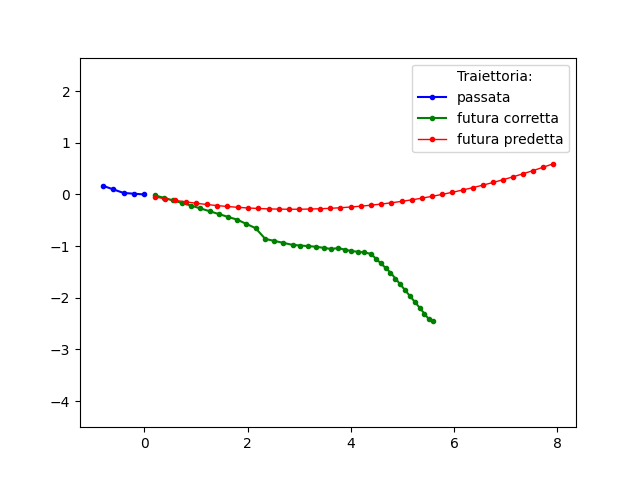 Traiettoria:
passata
futura corretta
futura predetta
2
1
0
−1
−2
−3
−4
0 2 4 6 8